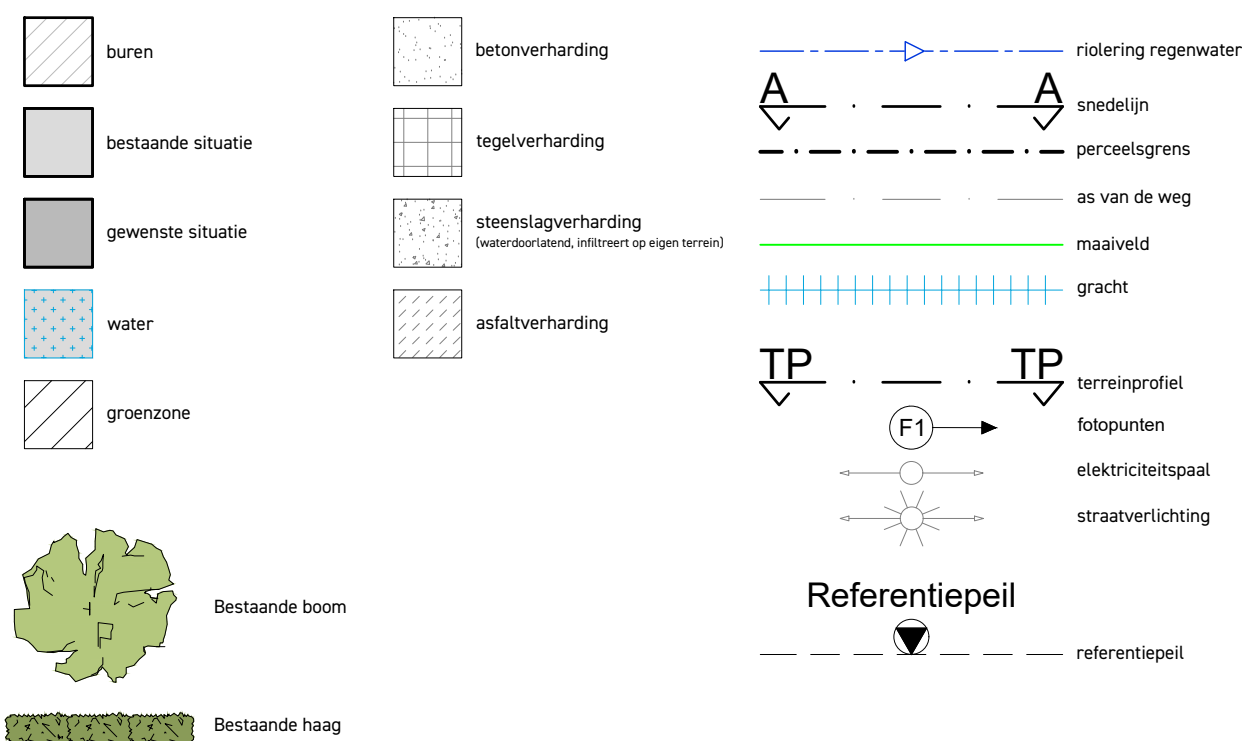 buren
bestaande situatie
gewenste situatie
water
groenzone
betonverharding
tegelverharding
steenslagverharding
(waterdoorlatend, infiltreert op eigen terrein)
asfaltverharding
riolering regenwater
A A
snedelijn
perceelsgrens
as van de weg
maaiveld
gracht
TP TP
terreinprofiel
F1
fotopunten
elektriciteitspaal
straatverlichting
Referentiepeil
referentiepeil
Bestaande boom
Bestaande haag